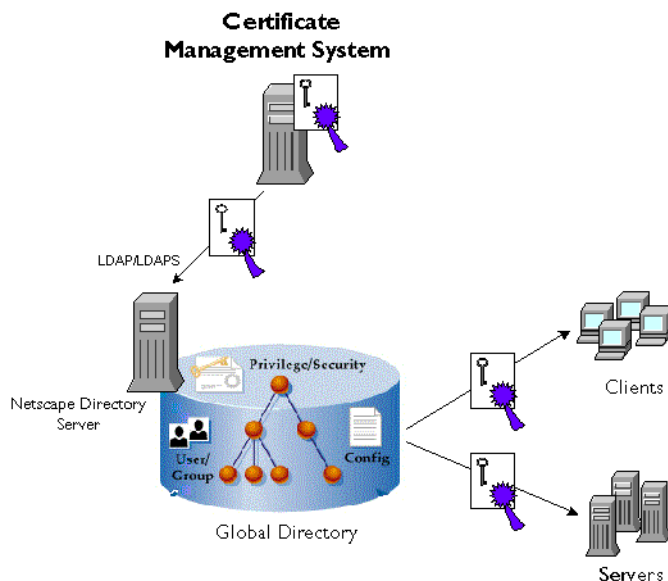 Certificate
Management System
LDAP/LDAPS
Netscape Directory
Server
Privilege/Security
User/
Group
Config
Global Directory
Clients
Servers